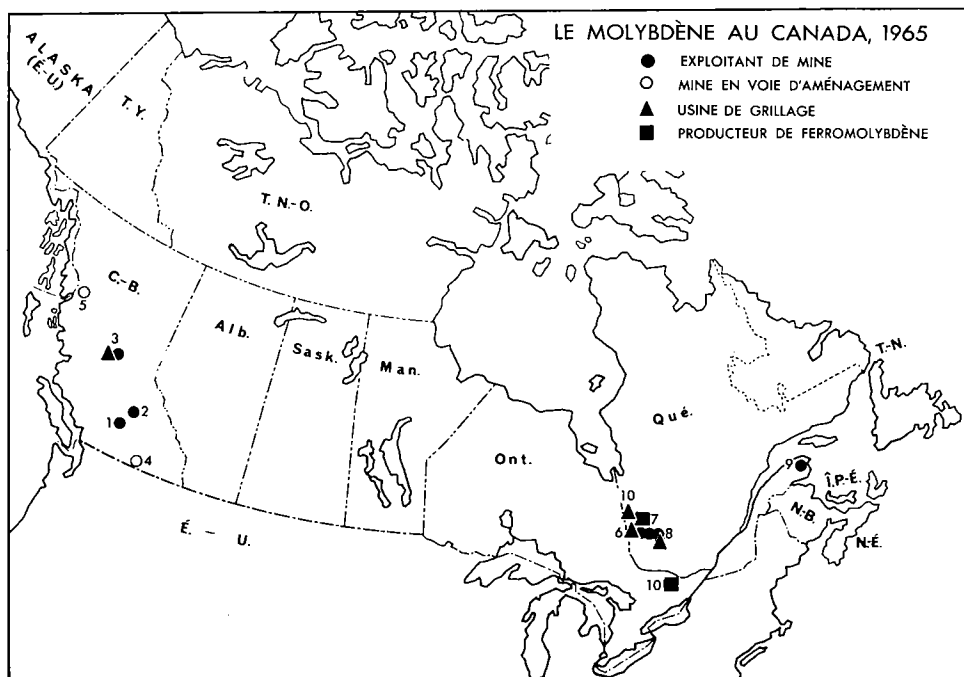 LE MOLYBDÈNE AU CANADA, 1965
EXPLOITANT DE MINE
MINE EN VOIE D'AMÉNAGEMENT
USINE DE GRILLAGE
PRODUCTEUR DE FERROMOLYBDÈNE
ALASKA
(É.-U.)
T.Y.
T.N.-O.
C.-B.
5
3
Alb.
Sask.
Man.
T.-N.
Qué.
2
1
4
Ont.
9
Î.P.-É.
N.-B.
N.-É.
10
7
6
8
É. - U.
10